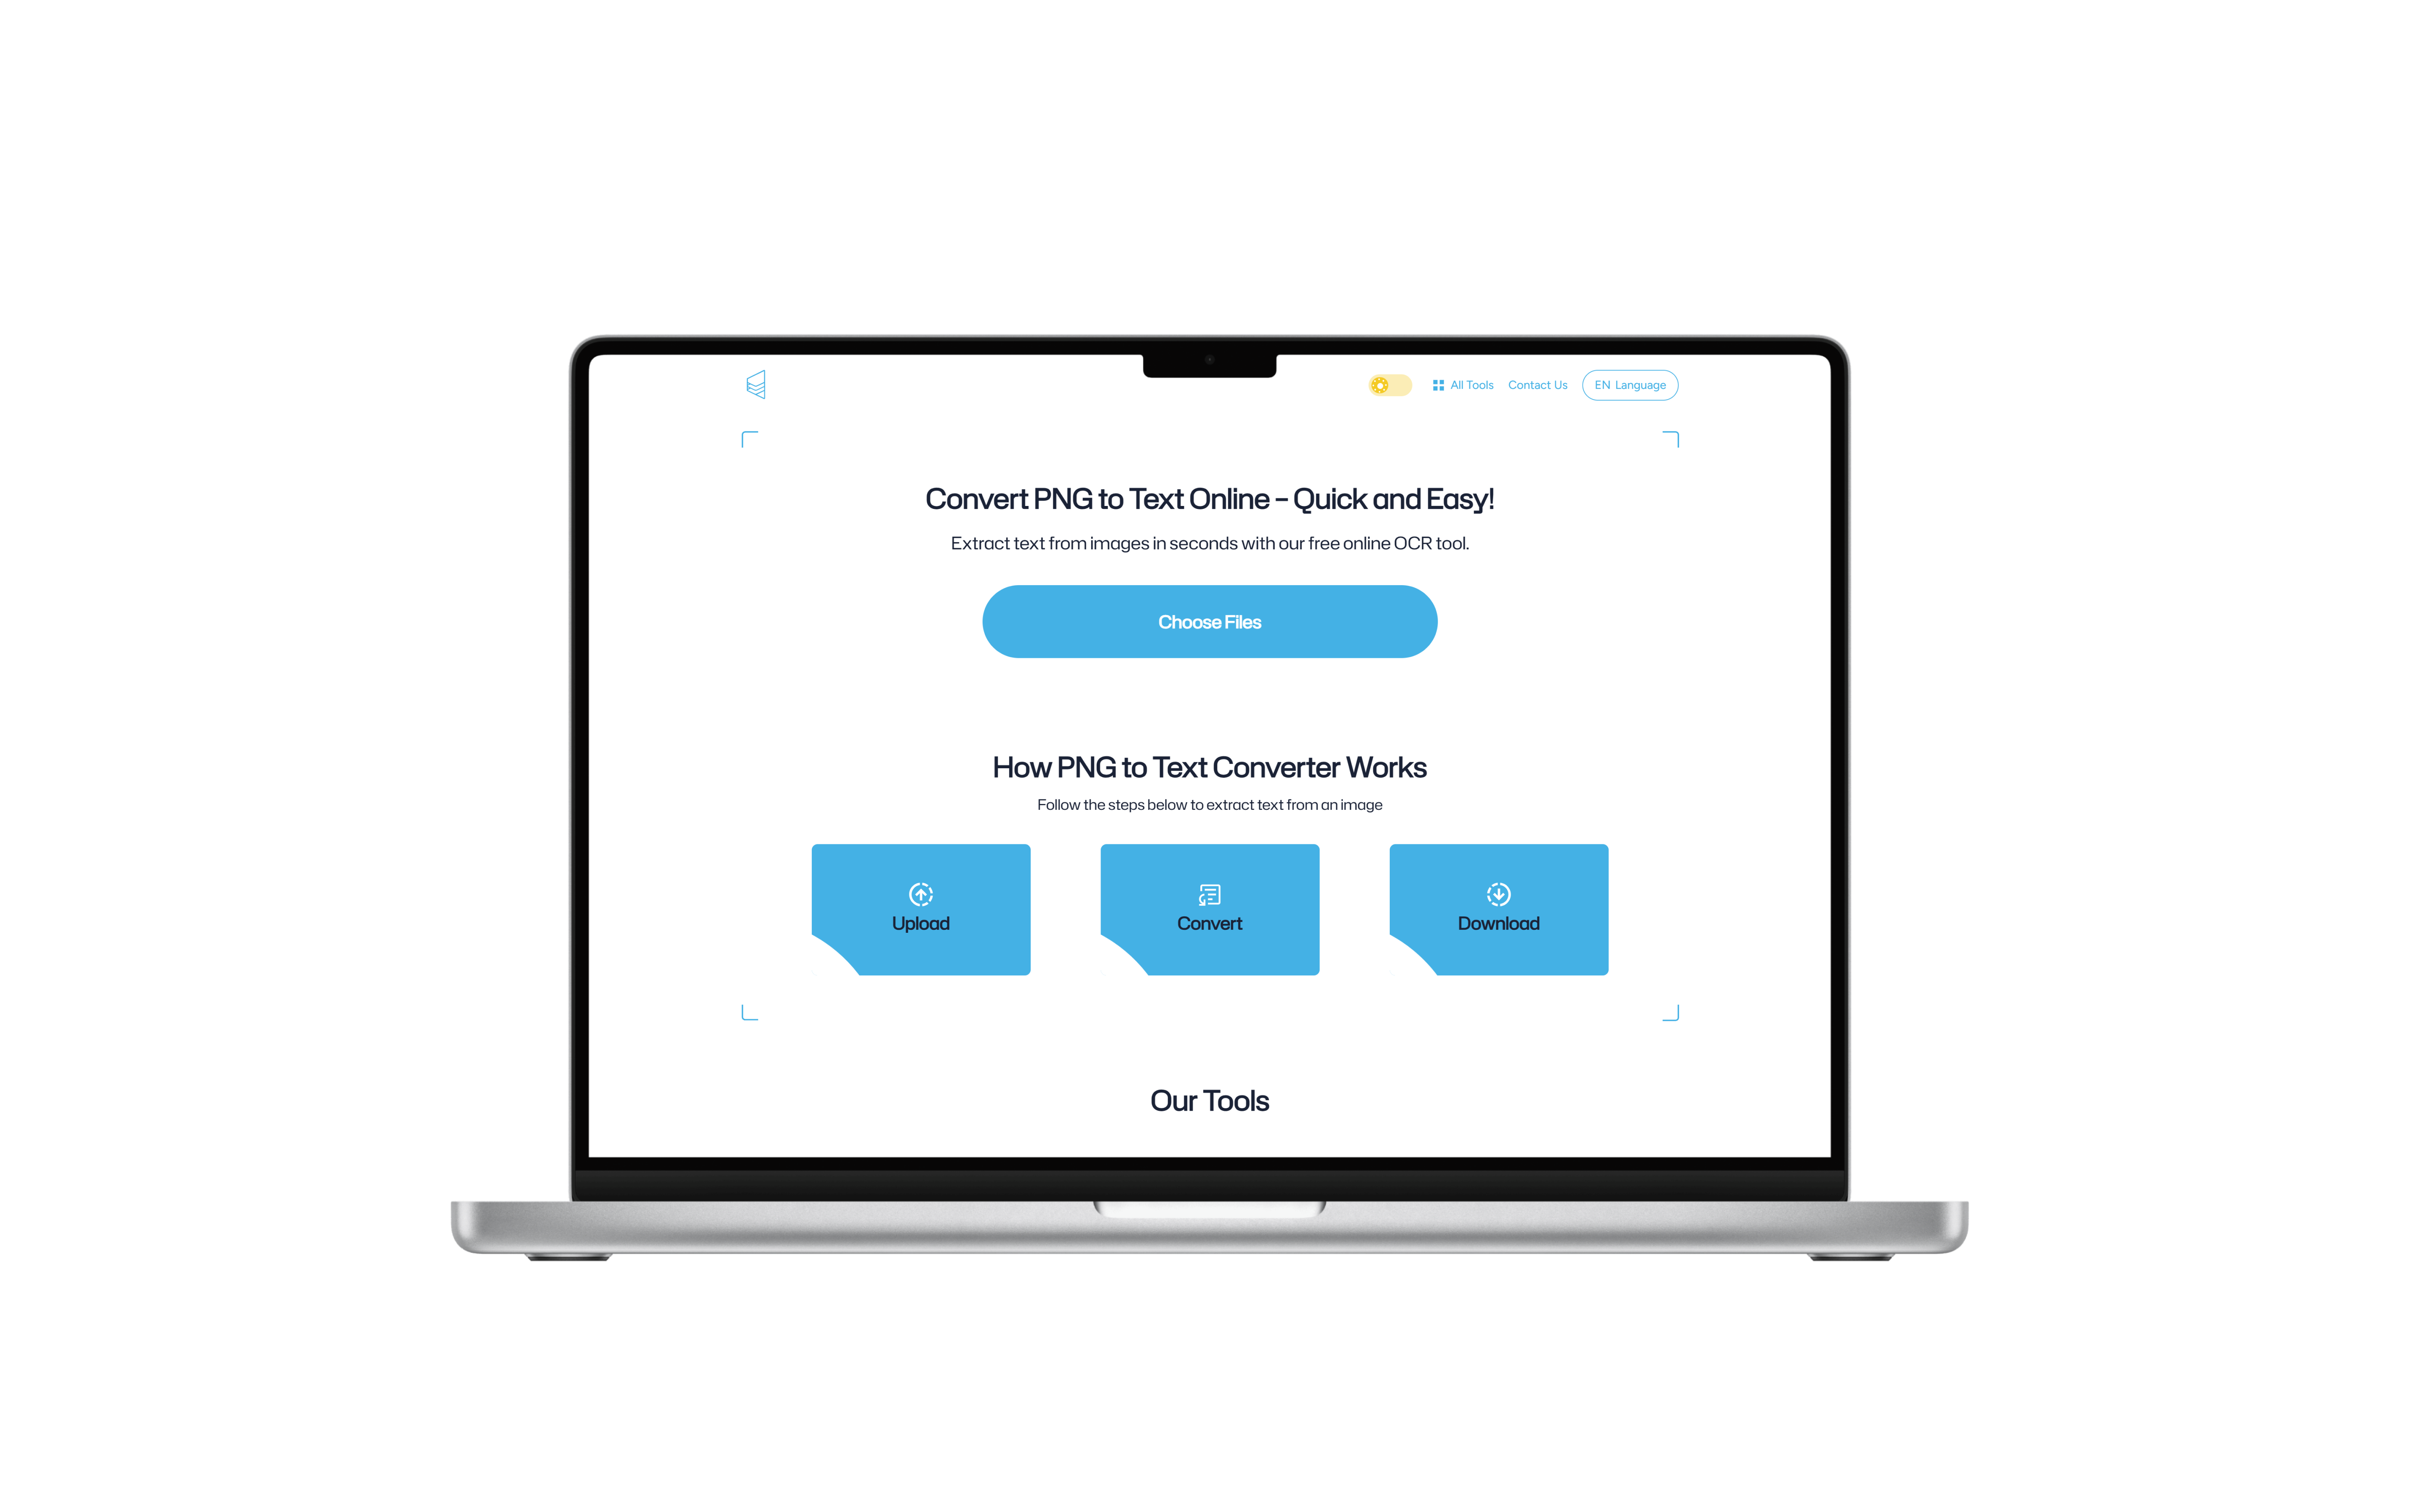 All Tools Contact Us EN Language
Convert PNG to Text Online – Quick and Easy!
Extract text from images in seconds with our free online OCR tool.
Choose Files
How PNG to Text Converter Works
Follow the steps below to extract text from an image
Upload Convert Download
Our Tools